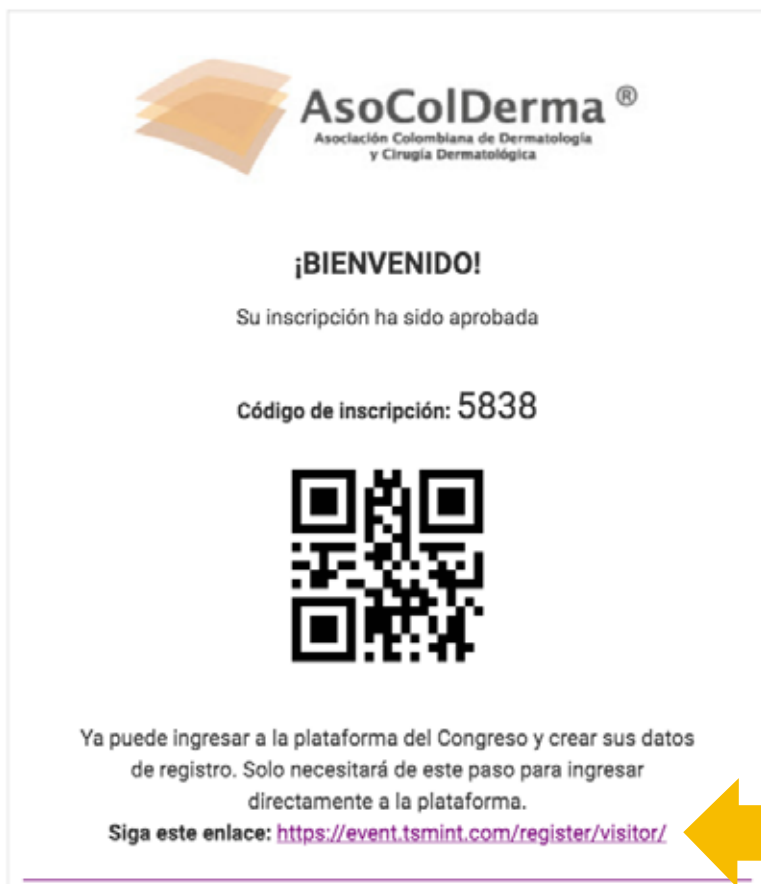 AsoColDerma ®
Asociación Colombiana de Dermatología
y Cirugía Dermatológica
¡BIENVENIDO!
Su inscripción ha sido aprobada
Código de inscripción: 5838
Ya puede ingresar a la plataforma del Congreso y crear sus datos
de registro. Solo necesitará de este paso para ingresar
directamente a la plataforma.
Siga este enlace: https://event.tsmint.com/register/visitor/